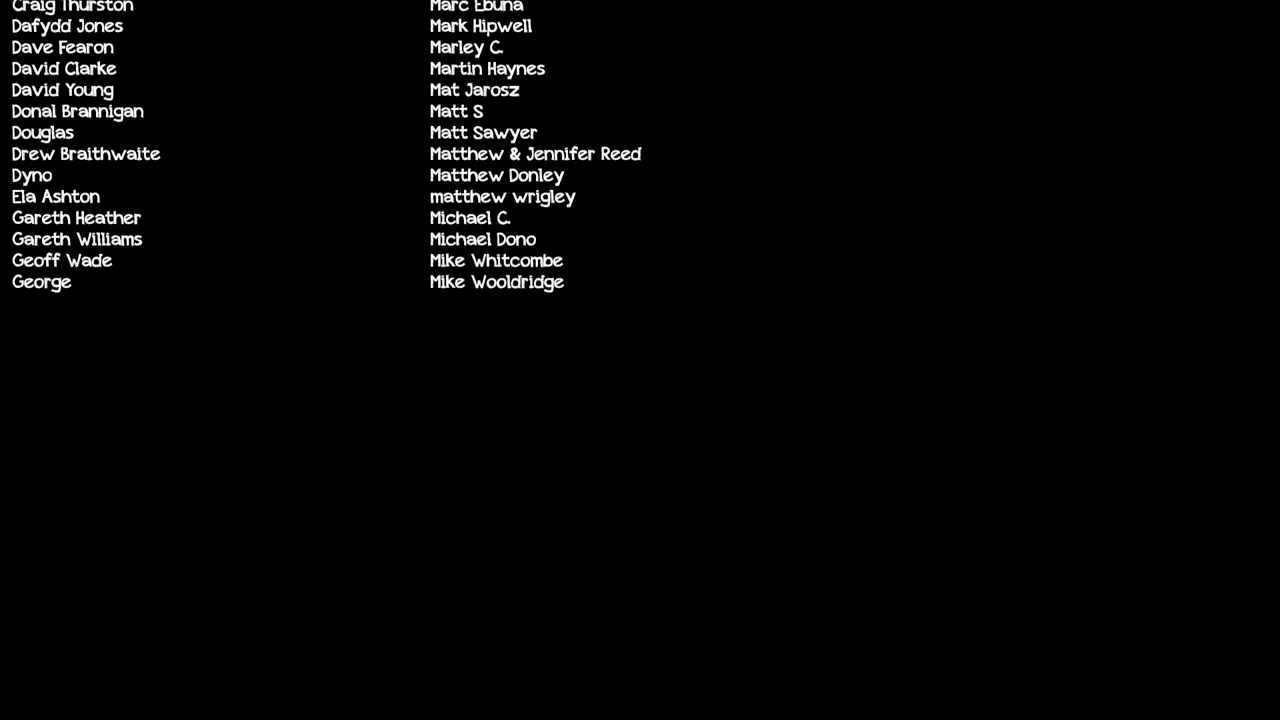 Craig Thurston
Dafydd Jones
Dave Fearon
David Clarke
David Young
Donal Brannigan
Douglas
Drew Braithwaite
Dyno
Ela Ashton
Gareth Heather
Gareth Williams
Geoff Wade
George
Marc Ebuna
Mark Hipwell
Marley C.
Martin Haynes
Mat Jarosz
Matt S
Matt Sawyer
Matthew & Jennifer Reed
Matthew Donley
matthew wrigley
Michael C.
Michael Dono
Mike Whitcombe
Mike Wooldridge